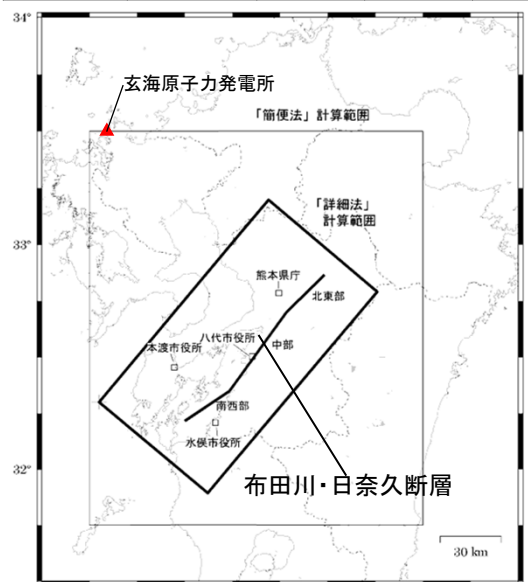 34°
玄海原子力発電所
「簡便法」計算範囲
「詳細法」
計算範囲
33°
熊本県庁
北東部
八代市役所
中部
本渡市役所
南西部
水俣市役所
32°
布田川・日奈久断層
30 km